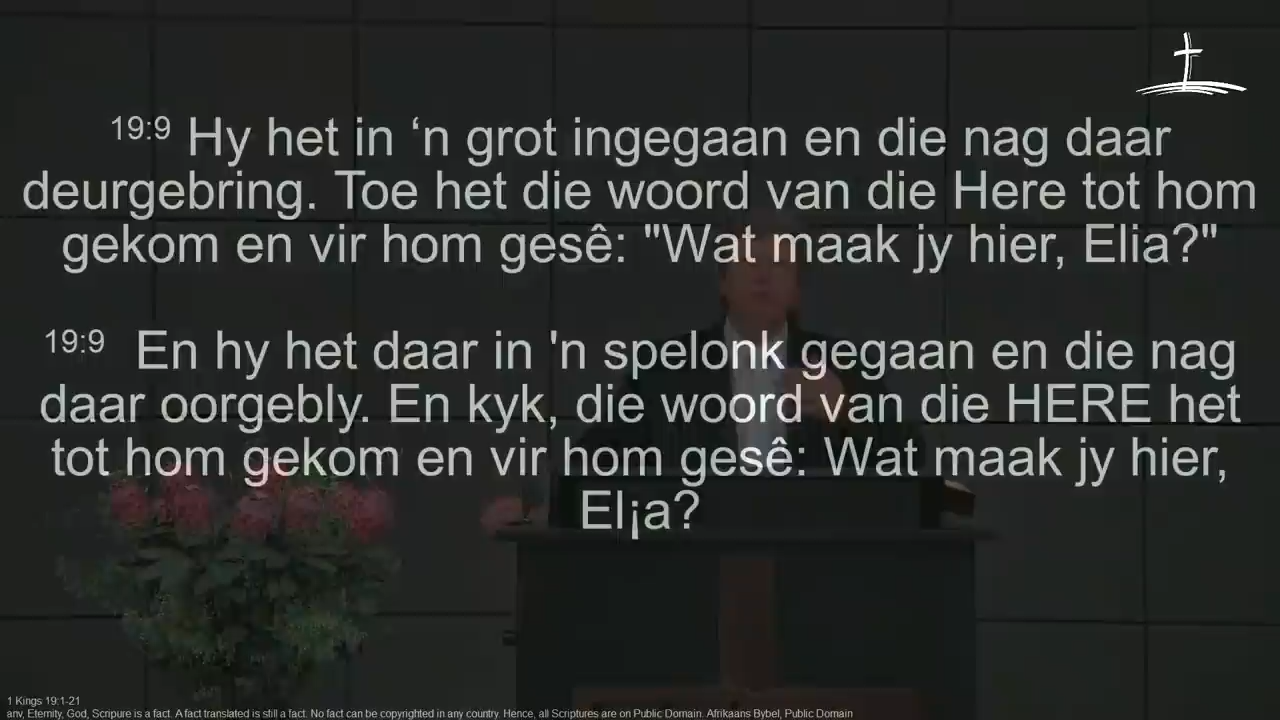 19:9 Hy het in ‘n grot ingegaan en die nag daar
deurgebring. Toe het die woord van die Here tot hom
gekom en vir hom gesê: "Wat maak jy hier, Elia?"
19:9 En hy het daar in 'n spelonk gegaan en die nag
daar oorgebly. En kyk, die woord van die HERE het
tot hom gekom en vir hom gesê: Wat maak jy hier,
El¡a?
1 Kings 19:1-21
anv, Eternity, God, Scripure is a fact. A fact translated is still a fact. No fact can be copyrighted in any country. Hence, all Scriptures are on Public Domain. Afrikaans Bybel, Public Domain